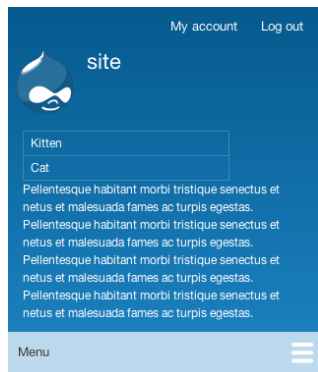 My account Log out
site
Kitten
Cat
Pellentesque habitant morbi tristique senectus et
netus et malesuada fames ac turpis egestas.
Pellentesque habitant morbi tristique senectus et
netus et malesuada fames ac turpis egestas.
Pellentesque habitant morbi tristique senectus et
netus et malesuada fames ac turpis egestas.
Pellentesque habitant morbi tristique senectus et
netus et malesuada fames ac turpis egestas.
Menu